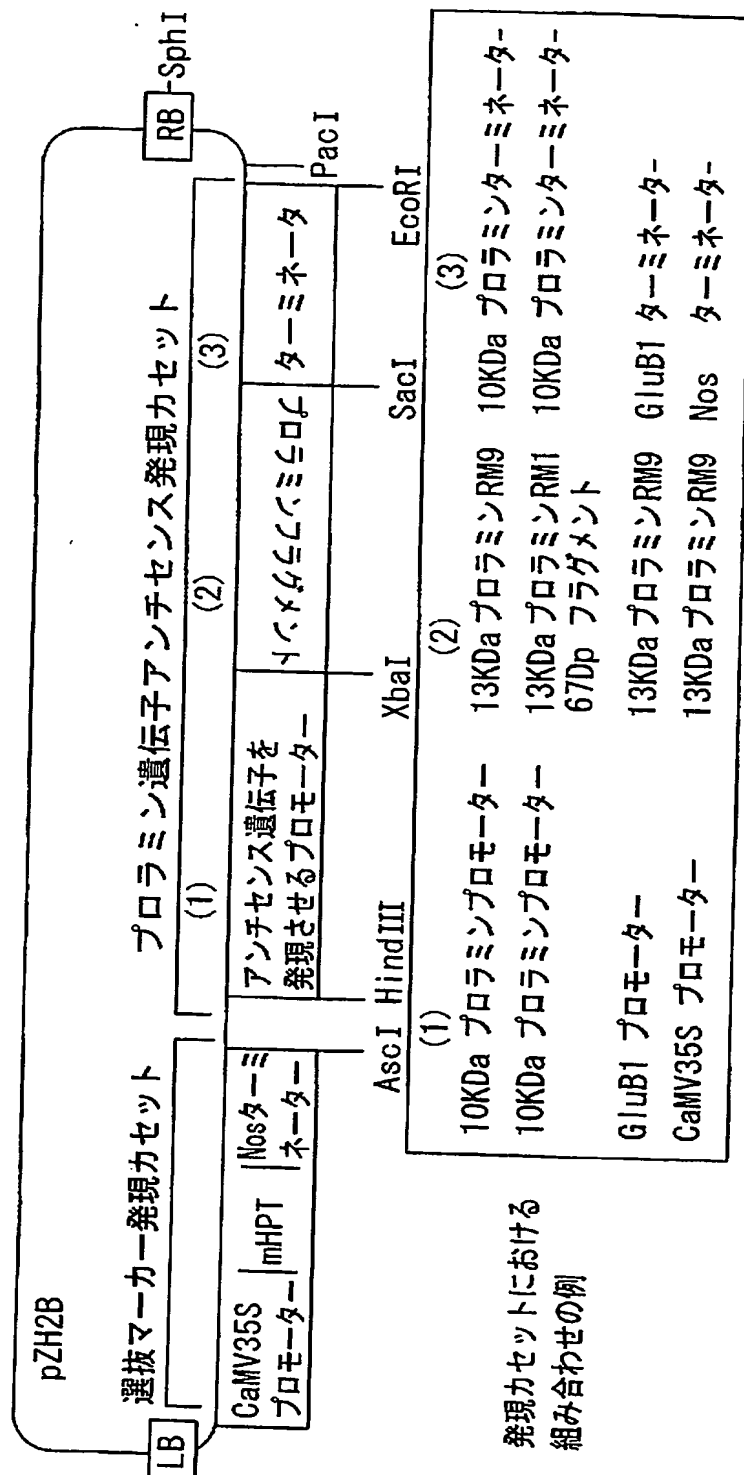 pZH2B
選抜マーカー発現カセット
プロラミン遺伝子アンチセンス発現カセット
(1)
(2)
(3)
LB
RB
SphI
CaMV35S
プロモーター
mHPT
Nosターミ
ネーター
アンチセンス遺伝子を
発現させるプロモーター
プロラミンフラグメント
ターミネータ
AscI
HindIII
XbaI
SacI
EcoRI
PacI
発現カセットにおける
組み合わせの例
(1)
(2)
(3)
10KDa プロラミンプロモーター 13KDa プロラミンRM9 10KDa プロラミンターミネーター
10KDa プロラミンプロモーター 13KDa プロラミンRM1 10KDa プロラミンターミネーター
67Dp フラグメント
GluB1 プロモーター 13KDa プロラミンRM9 GluB1 ターミネーター
CaMV35S プロモーター 13KDa プロラミンRM9 Nos ターミネーター